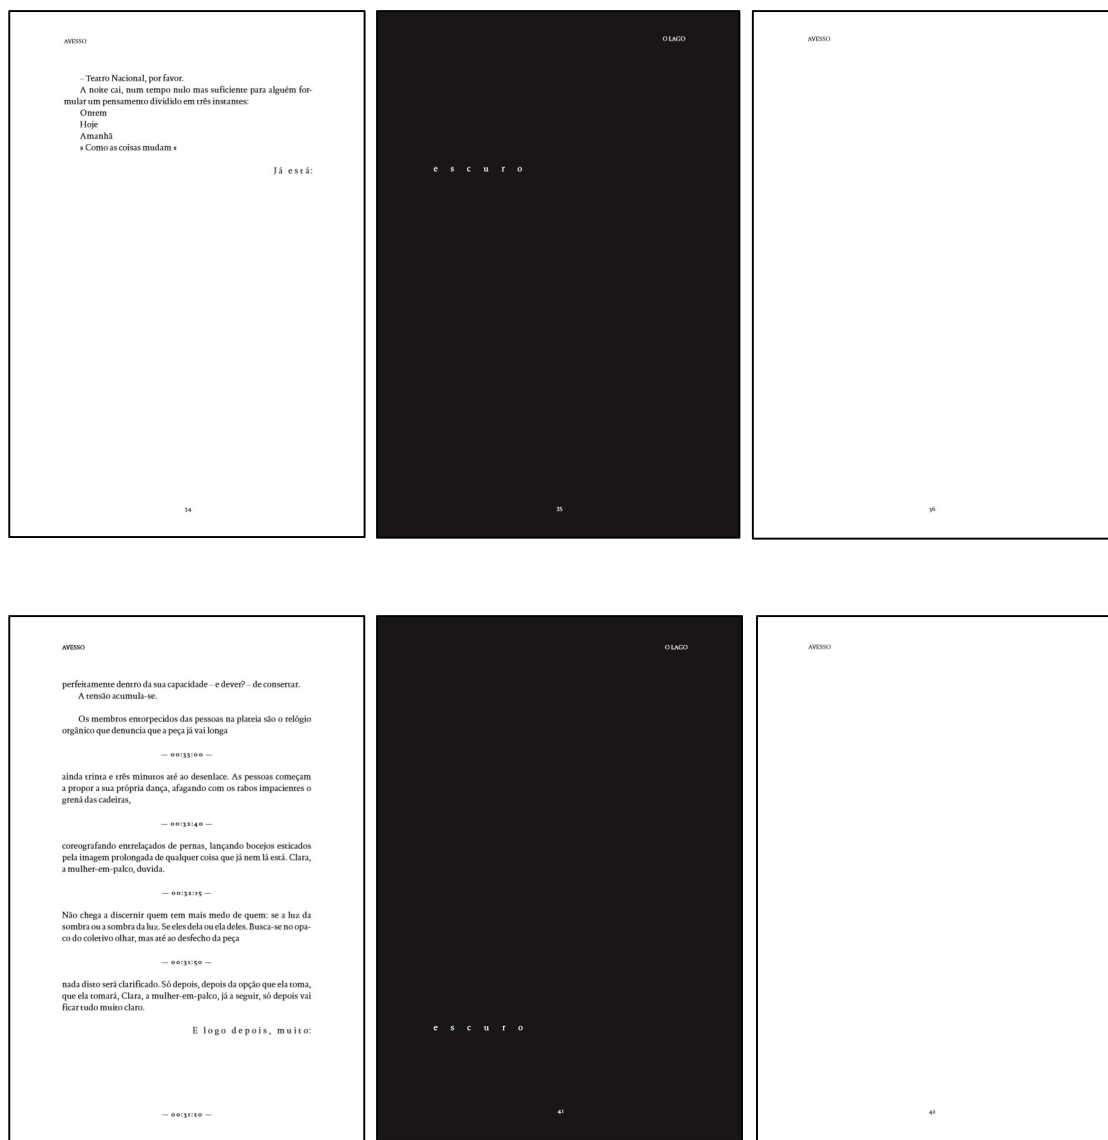 AVESSO
– Teatro Nacional, por favor.
A noite cai, num tempo nulo mas suficiente para alguém for-
mular um pensamento dividido em três instantes:
Ontem
Hoje
Amanhã
» Como as coisas mudam «
Já está:
34
O LAGO
escuro
35
AVESSO
36
AVESSO
perfeitamente dentro da sua capacidade – e dever? – de consertar.
A tensão acumula-se.
Os membros entorpecidos das pessoas na plateia são o relógio
orgânico que denuncia que a peça já vai longa
— 00:33:00 —
ainda trinta e três minutos até ao desenlace. As pessoas começam
a propor a sua própria dança, afagando com os rabos impacientes o
grená das cadeiras,
— 00:32:40 —
coreografando entrelaçados de pernas, lançando bocejos esticados
pela imagem prolongada de qualquer coisa que já nem lá está. Clara,
a mulher-em-palco, duvida.
— 00:32:15 —
Não chega a discernir quem tem mais medo de quem: se a luz da
sombra ou a sombra da luz. Se eles dela ou ela deles. Busca-se no opa-
co do coletivo olhar, mas até ao desfecho da peça
— 00:31:50 —
nada disto será clarificado. Só depois, depois da opção que ela toma,
que ela tomará, Clara, a mulher-em-palco, já a seguir, só depois vai
ficar tudo muito claro.
E logo depois, muito:
— 00:31:20 —
O LAGO
escuro
41
AVESSO
42